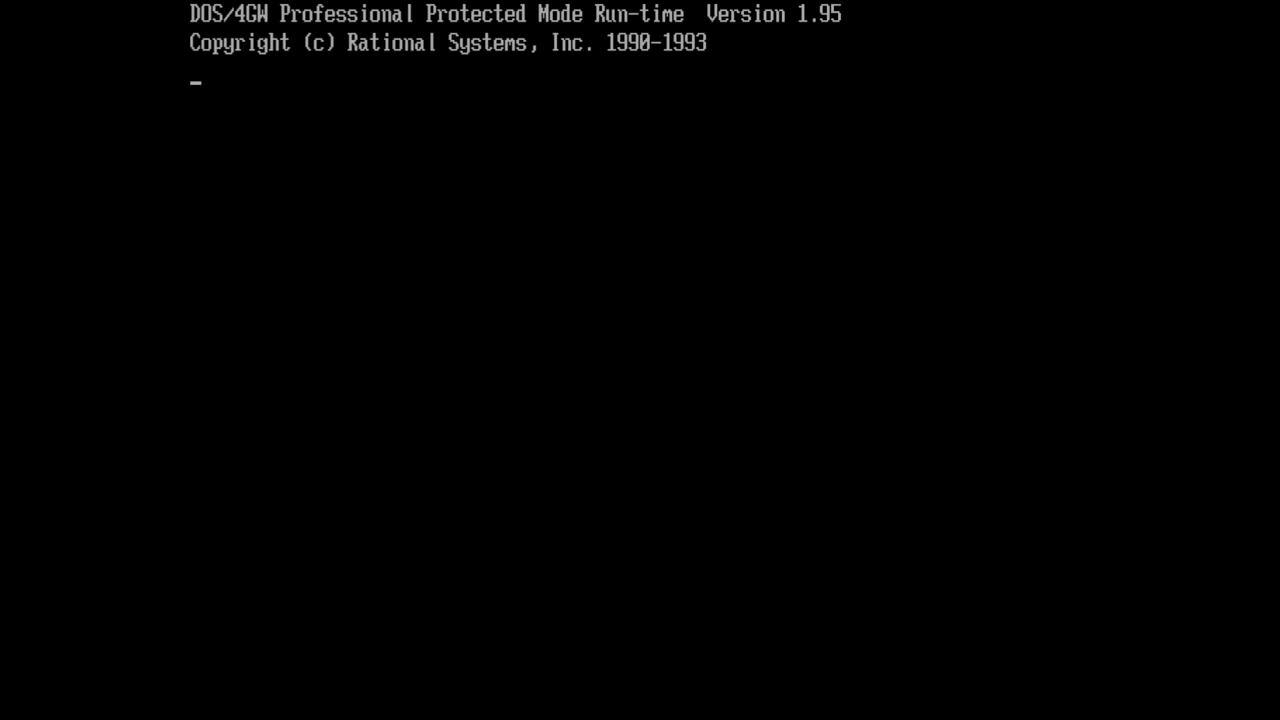 DOS/4GW Professional Protected Mode Run-time  Version 1.95
Copyright (c) Rational Systems, Inc. 1990-1993